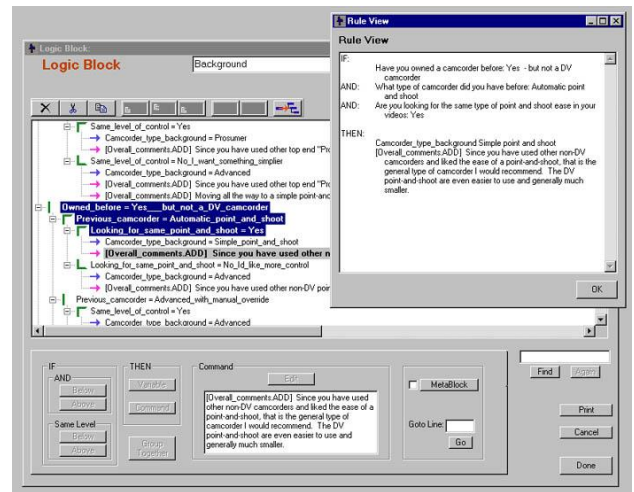 Rule View
Rule View
IF:
Have you owned a camcorder before: Yes - but not a DV
camcorder
AND: What type of camcorder did you have before: Automatic point
and shoot
AND: Are you looking for the same type of point and shoot ease in your
videos: Yes
THEN:
Camcorder_type_background Simple point and shoot
[Overall_comments.ADD] Since you have used other non-DV
camcorders and liked the ease of a point-and-shoot, that is the
general type of camcorder I would recommend. The DV
point-and-shoot are even easier to use and generally much
smaller.
OK
Logic Block:
Logic Block
Background
Same_level_of_control = Yes
Camcorder_type_background = Prosumer
[Overall_comments.ADD] Since you have used other top end "Pro
Same_level_of_control = No_I_want_something_simplier
Camcorder_type_background = Advanced
[Overall_comments.ADD] Since you have used other top end "Pro
[Overall_comments.ADD] Moving all the way to a simple point-and
Owned_before = Yes___but_not_a_DV_camcorder
Previous_camcorder = Automatic_point_and_shoot
Looking_for_same_point_and_shoot = Yes
Camcorder_type_background = Simple_point_and_shoot
[Overall_comments.ADD] Since you have used other n
Looking_for_same_point_and_shoot = No_Id_like_more_control
Camcorder_type_background = Advanced
[Overall_comments.ADD] Since you have used other non-DV poin
Previous_camcorder = Advanced_with_manual_overide
Same_level_of_control = Yes
Camcorder_type_background = Advanced
IF
AND
Below
Above
Same Level
Below
Above
THEN
Variable
Command
Group
Together
Command
Edit
[Overall_comments.ADD] Since you have used
other non-DV camcorders and liked the ease of a
point-and-shoot, that is the general type of
camcorder I would recommend. The DV
point-and-shoot are even easier to use and
generally much smaller.
MetaBlock
Goto Line:
Go
Find
Again
Print
Cancel
Done